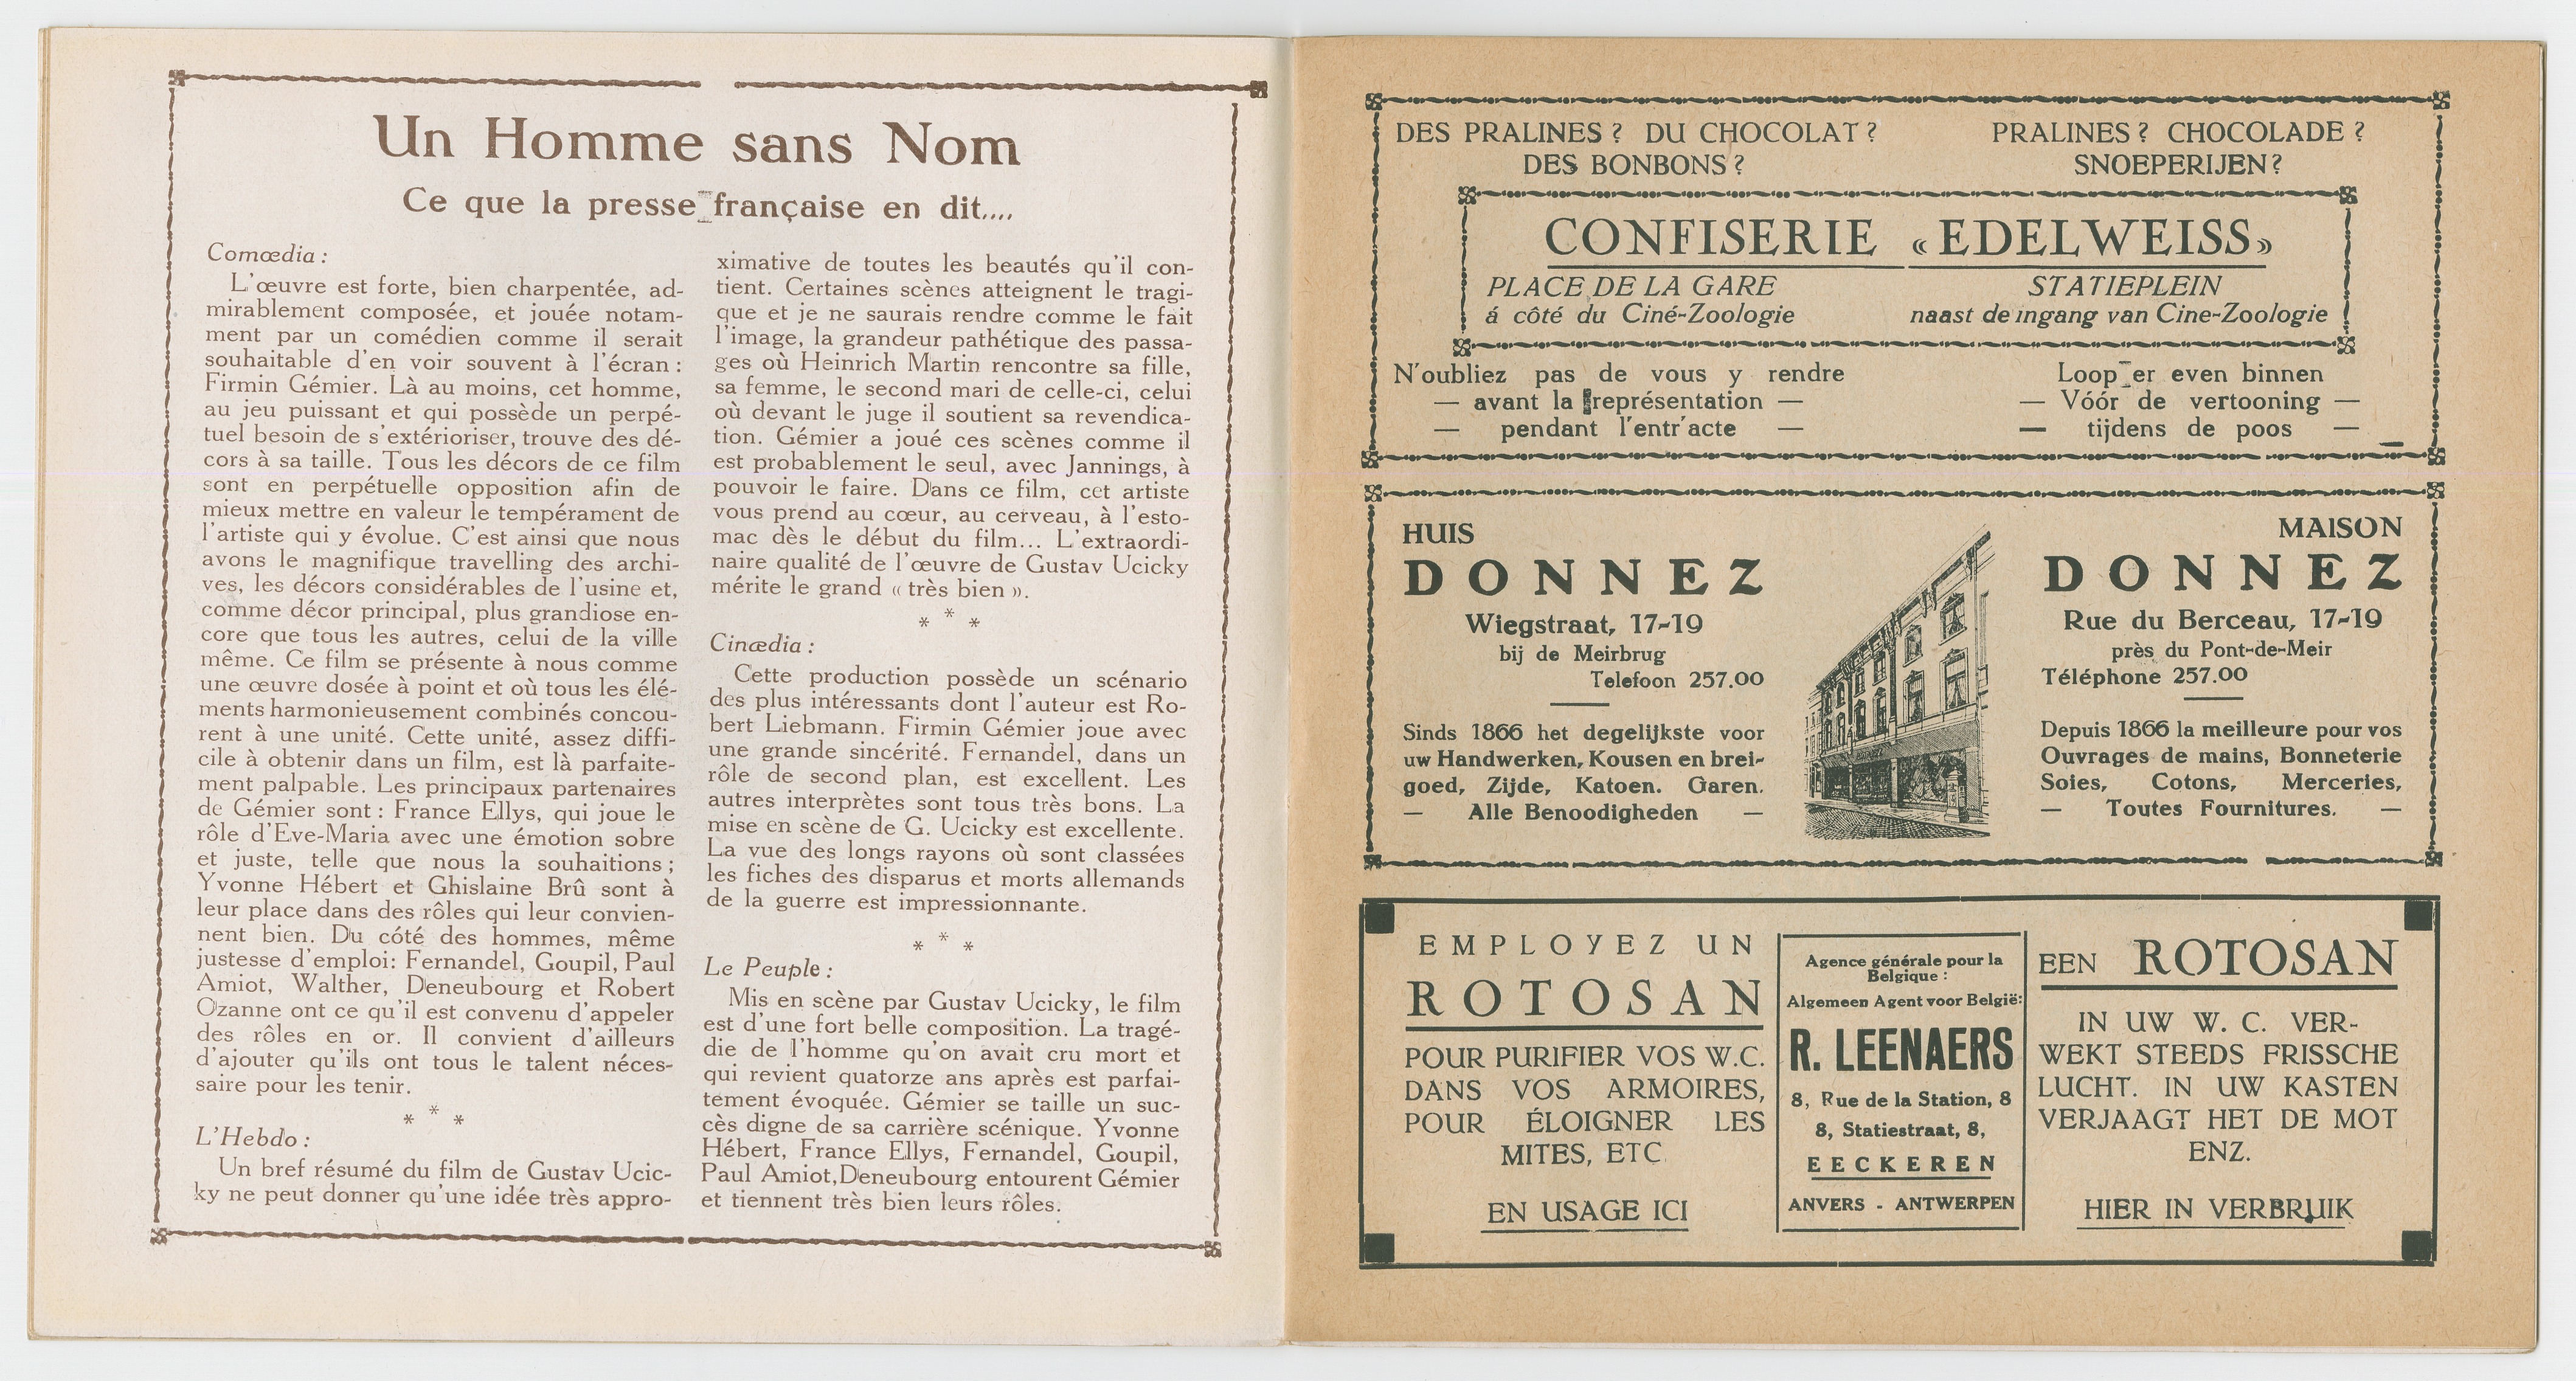 Un Homme sans Nom
Ce que la presse française en dit....
Comœdia :
L'œuvre est forte, bien charpentée, ad-
mirablement composée, et jouée notam-
ment par un comédien comme il serait
souhaitable d'en voir souvent à l'écran :
Firmin Gémier. Là au moins, cet homme,
au jeu puissant et qui possède un perpé-
tuel besoin de s'extérioriser, trouve des dé-
cors à sa taille. Tous les décors de ce film
sont en perpétuelle opposition afin de
mieux mettre en valeur le tempérament de
l'artiste qui y évolue. C'est ainsi que nous
avons le magnifique travelling des archi-
ves, les décors considérables de l'usine et,
comme décor principal, plus grandiose en-
core que tous les autres, celui de la ville
même. Ce film se présente à nous comme
une œuvre dosée à point et où tous les élé-
ments harmonieusement combinés concou-
rent à une unité. Cette unité, assez diffi-
cile à obtenir dans un film, est là parfaite-
ment palpable. Les principaux partenaires
de Gémier sont : France Ellys, qui joue le
rôle d'Eve-Maria avec une émotion sobre
et juste, telle que nous la souhaitions ;
Yvonne Hébert et Ghislaine Brû sont à
leur place dans des rôles qui leur convien-
nent bien. Du côté des hommes, même
justesse d'emploi: Fernandel, Goupil, Paul
Amiot, Walther, Deneubourg et Robert
Ozanne ont ce qu'il est convenu d'appeler
des rôles en or. Il convient d'ailleurs
d'ajouter qu'ils ont tous le talent néces-
saire pour les tenir.
* * *
L'Hebdo :
Un bref résumé du film de Gustav Ucic-
ky ne peut donner qu'une idée très appro-
ximative de toutes les beautés qu'il con-
tient. Certaines scènes atteignent le tragi-
que et je ne saurais rendre comme le fait
l'image, la grandeur pathétique des passa-
ges où Heinrich Martin rencontre sa fille,
sa femme, le second mari de celle-ci, celui
où devant le juge il soutient sa revendica-
tion. Gémier a joué ces scènes comme il
est probablement le seul, avec Jannings, à
pouvoir le faire. Dans ce film, cet artiste
vous prend au cœur, au cerveau, à l'esto-
mac dès le début du film... L'extraordi-
naire qualité de l'œuvre de Gustav Ucicky
mérite le grand « très bien ».
* * *
Cinœdia :
Cette production possède un scénario
des plus intéressants dont l'auteur est Ro-
bert Liebmann. Firmin Gémier joue avec
une grande sincérité. Fernandel, dans un
rôle de second plan, est excellent. Les
autres interprètes sont tous très bons. La
mise en scène de G. Ucicky est excellente.
La vue des longs rayons où sont classées
les fiches des disparus et morts allemands
de la guerre est impressionnante.
* * *
Le Peuple :
Mis en scène par Gustav Ucicky, le film
est d'une fort belle composition. La tragé-
die de l'homme qu'on avait cru mort et
qui revient quatorze ans après est parfai-
tement évoquée. Gémier se taille un suc-
cès digne de sa carrière scénique. Yvonne
Hébert, France Ellys, Fernandel, Goupil,
Paul Amiot, Deneubourg entourent Gémier
et tiennent très bien leurs rôles.
DES PRALINES ? DU CHOCOLAT ?
DES BONBONS ?
PRALINES ? CHOCOLADE ?
SNOEPERIJEN ?
CONFISERIE « EDELWEISS »
PLACE DE LA GARE
á côté du Ciné-Zoologie
STATIEPLEIN
naast de ingang van Cine-Zoologie
N'oubliez pas de vous y rendre
— avant la représentation —
— pendant l'entr'acte —
Loop er even binnen
— Vóór de vertooning —
— tijdens de poos —
HUIS
DONNEZ
Wiegstraat, 17-19
bij de Meirbrug
Telefoon 257.00
Sinds 1866 het degelijkste voor
uw Handwerken, Kousen en brei-
goed, Zijde, Katoen. Garen.
— Alle Benoodigheden —
MAISON
DONNEZ
Rue du Berceau, 17-19
près du Pont-de-Meir
Téléphone 257.00
Depuis 1866 la meilleure pour vos
Ouvrages de mains, Bonneterie
Soies, Cotons, Merceries,
— Toutes Fournitures. —
EMPLOYEZ UN
ROTOSAN
POUR PURIFIER VOS W.C.
DANS VOS ARMOIRES,
POUR ÉLOIGNER LES
MITES, ETC
EN USAGE ICI
Agence générale pour la
Belgique :
Algemeen Agent voor België:
R. LEENAERS
8, Rue de la Station, 8
8, Statiestraat, 8,
EECKEREN
ANVERS - ANTWERPEN
EEN ROTOSAN
IN UW W. C. VER-
WEKT STEEDS FRISSCHE
LUCHT. IN UW KASTEN
VERJAAGT HET DE MOT
ENZ.
HIER IN VERBRUIK